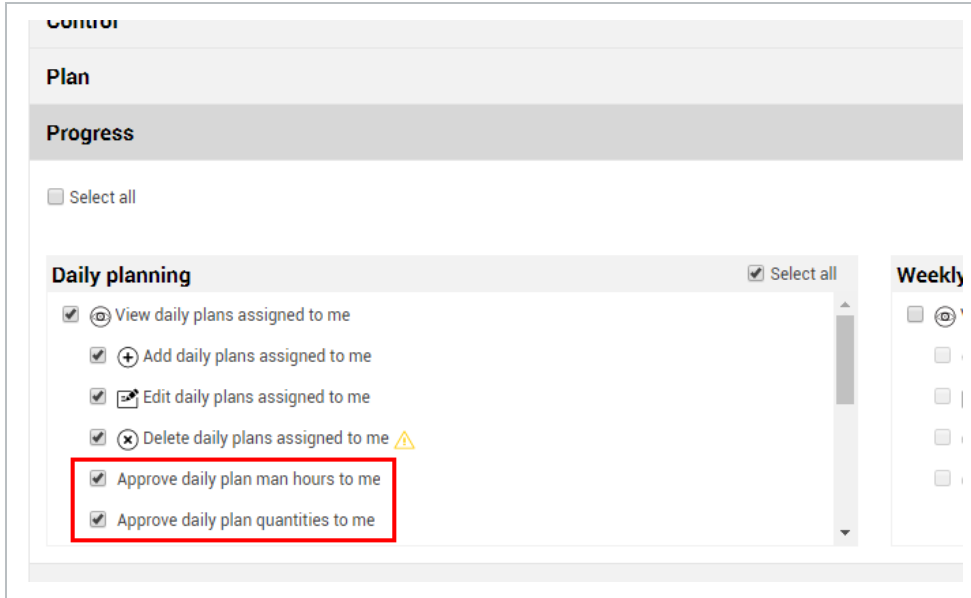 Control
Plan
Progress
Select all
Daily planning
Select all
View daily plans assigned to me
Add daily plans assigned to me
Edit daily plans assigned to me
Delete daily plans assigned to me
Approve daily plan man hours to me
Approve daily plan quantities to me
Weekly